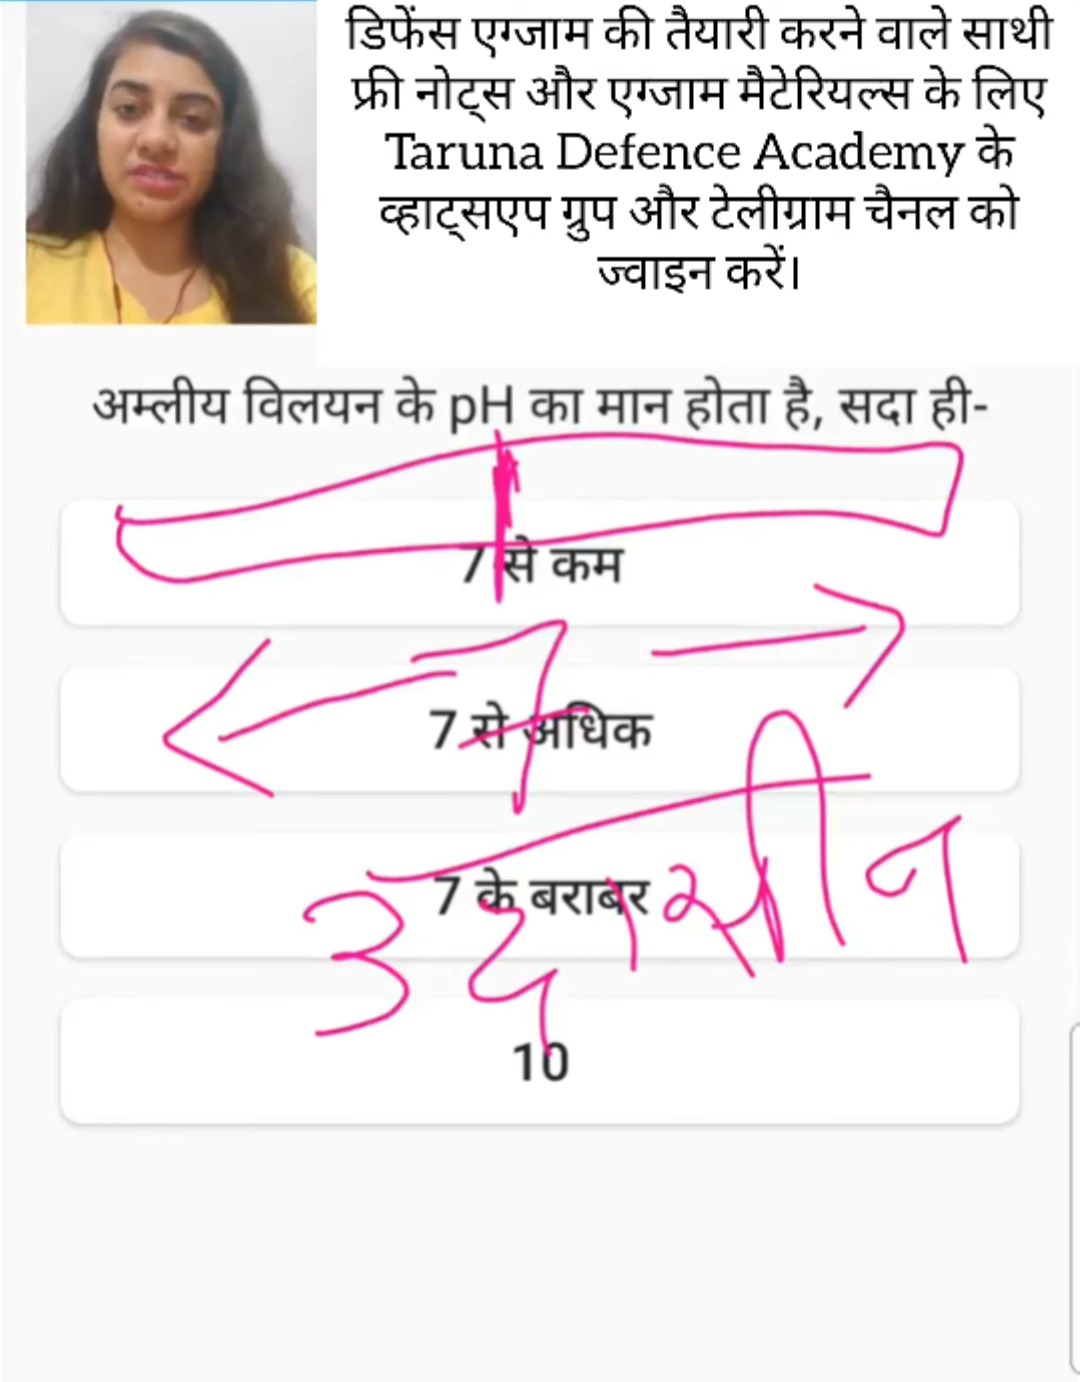 डिफेंस एग्जाम की तैयारी करने वाले साथी
फ्री नोट्स और एग्जाम मैटेरियल्स के लिए
Taruna Defence Academy के
व्हाट्सएप ग्रुप और टेलीग्राम चैनल को
ज्वाइन करें।
अम्लीय विलयन के pH का मान होता है, सदा ही-
7 से कम
7
7 से अधिक
7 के बराबर
उदासीन
10